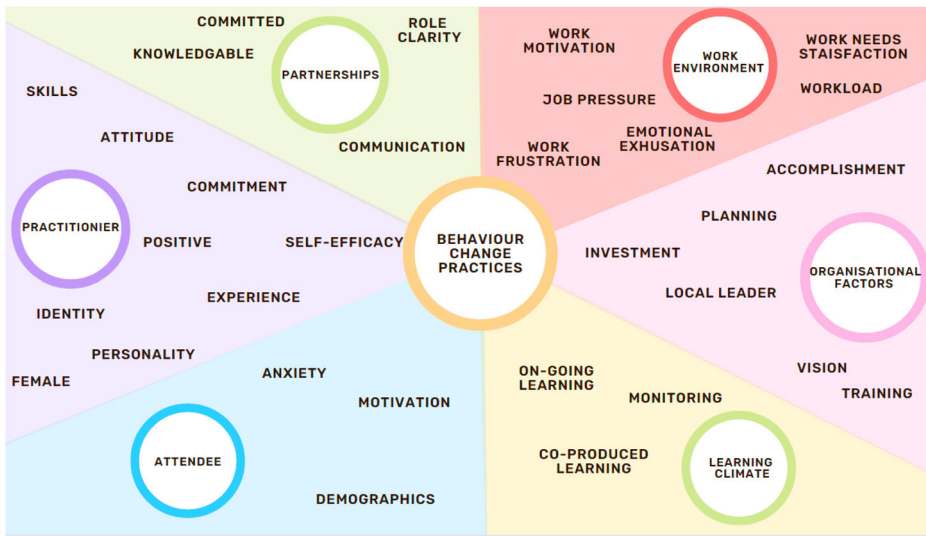 COMMITTED
KNOWLEDGABLE
ROLE
CLARITY
PARTNERSHIPS
COMMUNICATION
WORK
MOTIVATION
WORK
ENVIRONMENT
WORK NEEDS
STAISFACTION
WORKLOAD
JOB PRESSURE
EMOTIONAL
EXHUSATION
WORK
FRUSTRATION
SKILLS
ATTITUDE
COMMITMENT
PRACTITIONIER
POSITIVE
SELF-EFFICACY
EXPERIENCE
IDENTITY
PERSONALITY
FEMALE
BEHAVIOUR
CHANGE
PRACTICES
ACCOMPLISHMENT
PLANNING
INVESTMENT
ORGANISATIONAL
FACTORS
LOCAL LEADER
VISION
TRAINING
ANXIETY
MOTIVATION
ATTENDEE
DEMOGRAPHICS
ON-GOING
LEARNING
MONITORING
CO-PRODUCED
LEARNING
LEARNING
CLIMATE